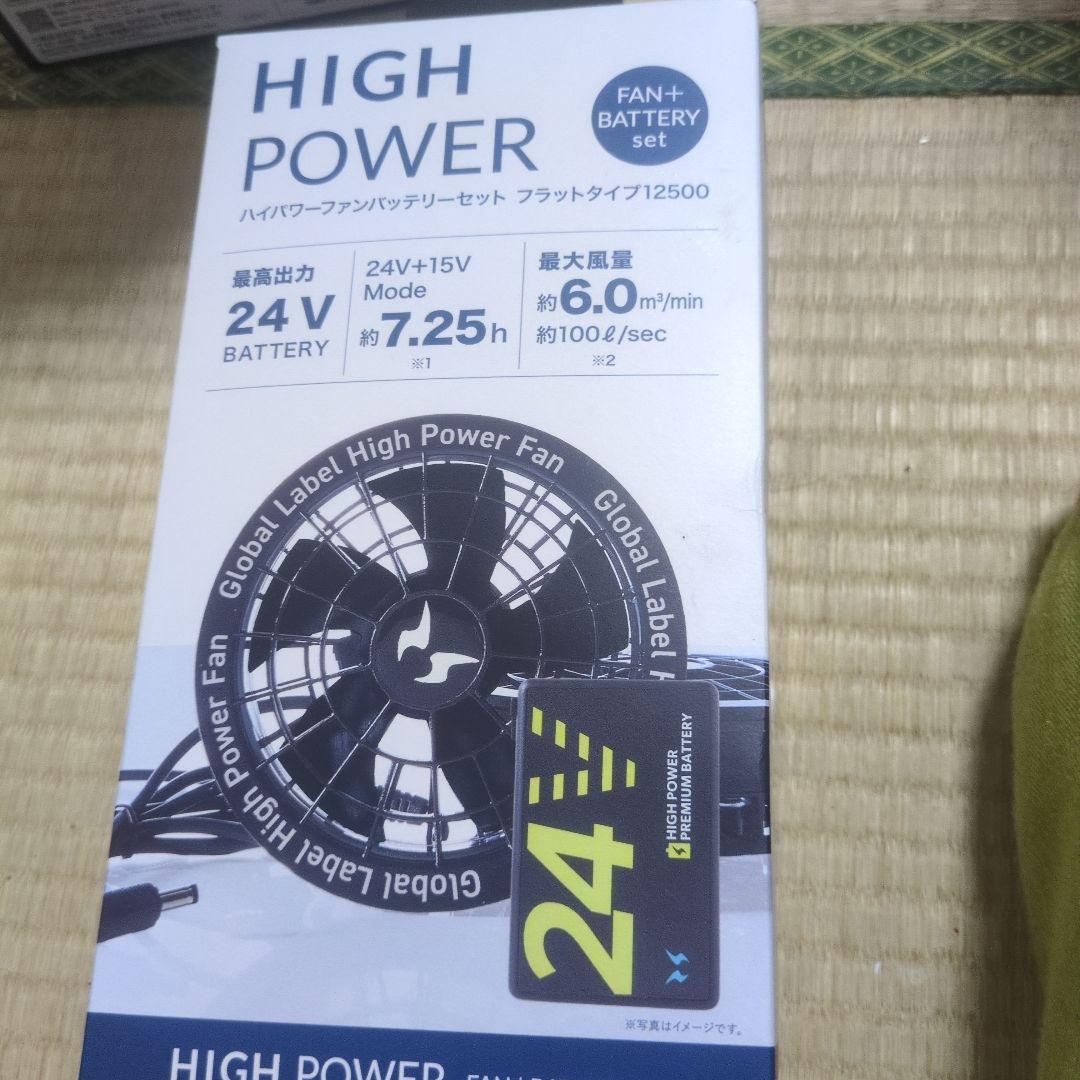 HIGH
POWER
FAN+
BATTERY
set
ハイパワーファンバッテリーセット フラットタイプ12500
最高出力
24V
BATTERY
24V+15V
Mode
約7.25h
※1
最大風量
約6.0m³/min
約100ℓ/sec
※2
Global Label High Power Fan
Global Label H
Global Label High Power Fan
24V
HIGH POWER
PREMIUM BATTERY
※写真はイメージです。
HIGH POWER